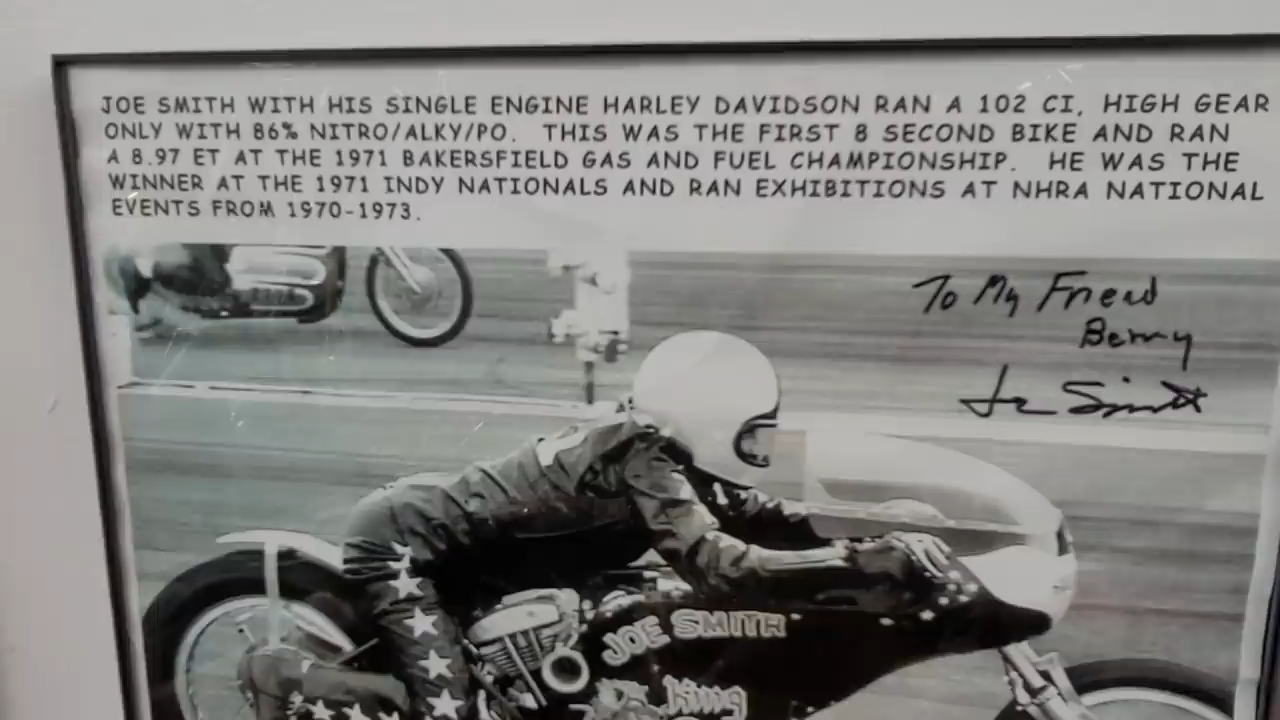 JOE SMITH WITH HIS SINGLE ENGINE HARLEY DAVIDSON RAN A 102 CI, HIGH GEAR
ONLY WITH 86% NITRO/ALKY/PO. THIS WAS THE FIRST 8 SECOND BIKE AND RAN
A 8.97 ET AT THE 1971 BAKERSFIELD GAS AND FUEL CHAMPIONSHIP. HE WAS THE
WINNER AT THE 1971 INDY NATIONALS AND RAN EXHIBITIONS AT NHRA NATIONAL
EVENTS FROM 1970-1973.
To My Friend
Berry
Joe Smith
JOE SMITH
King